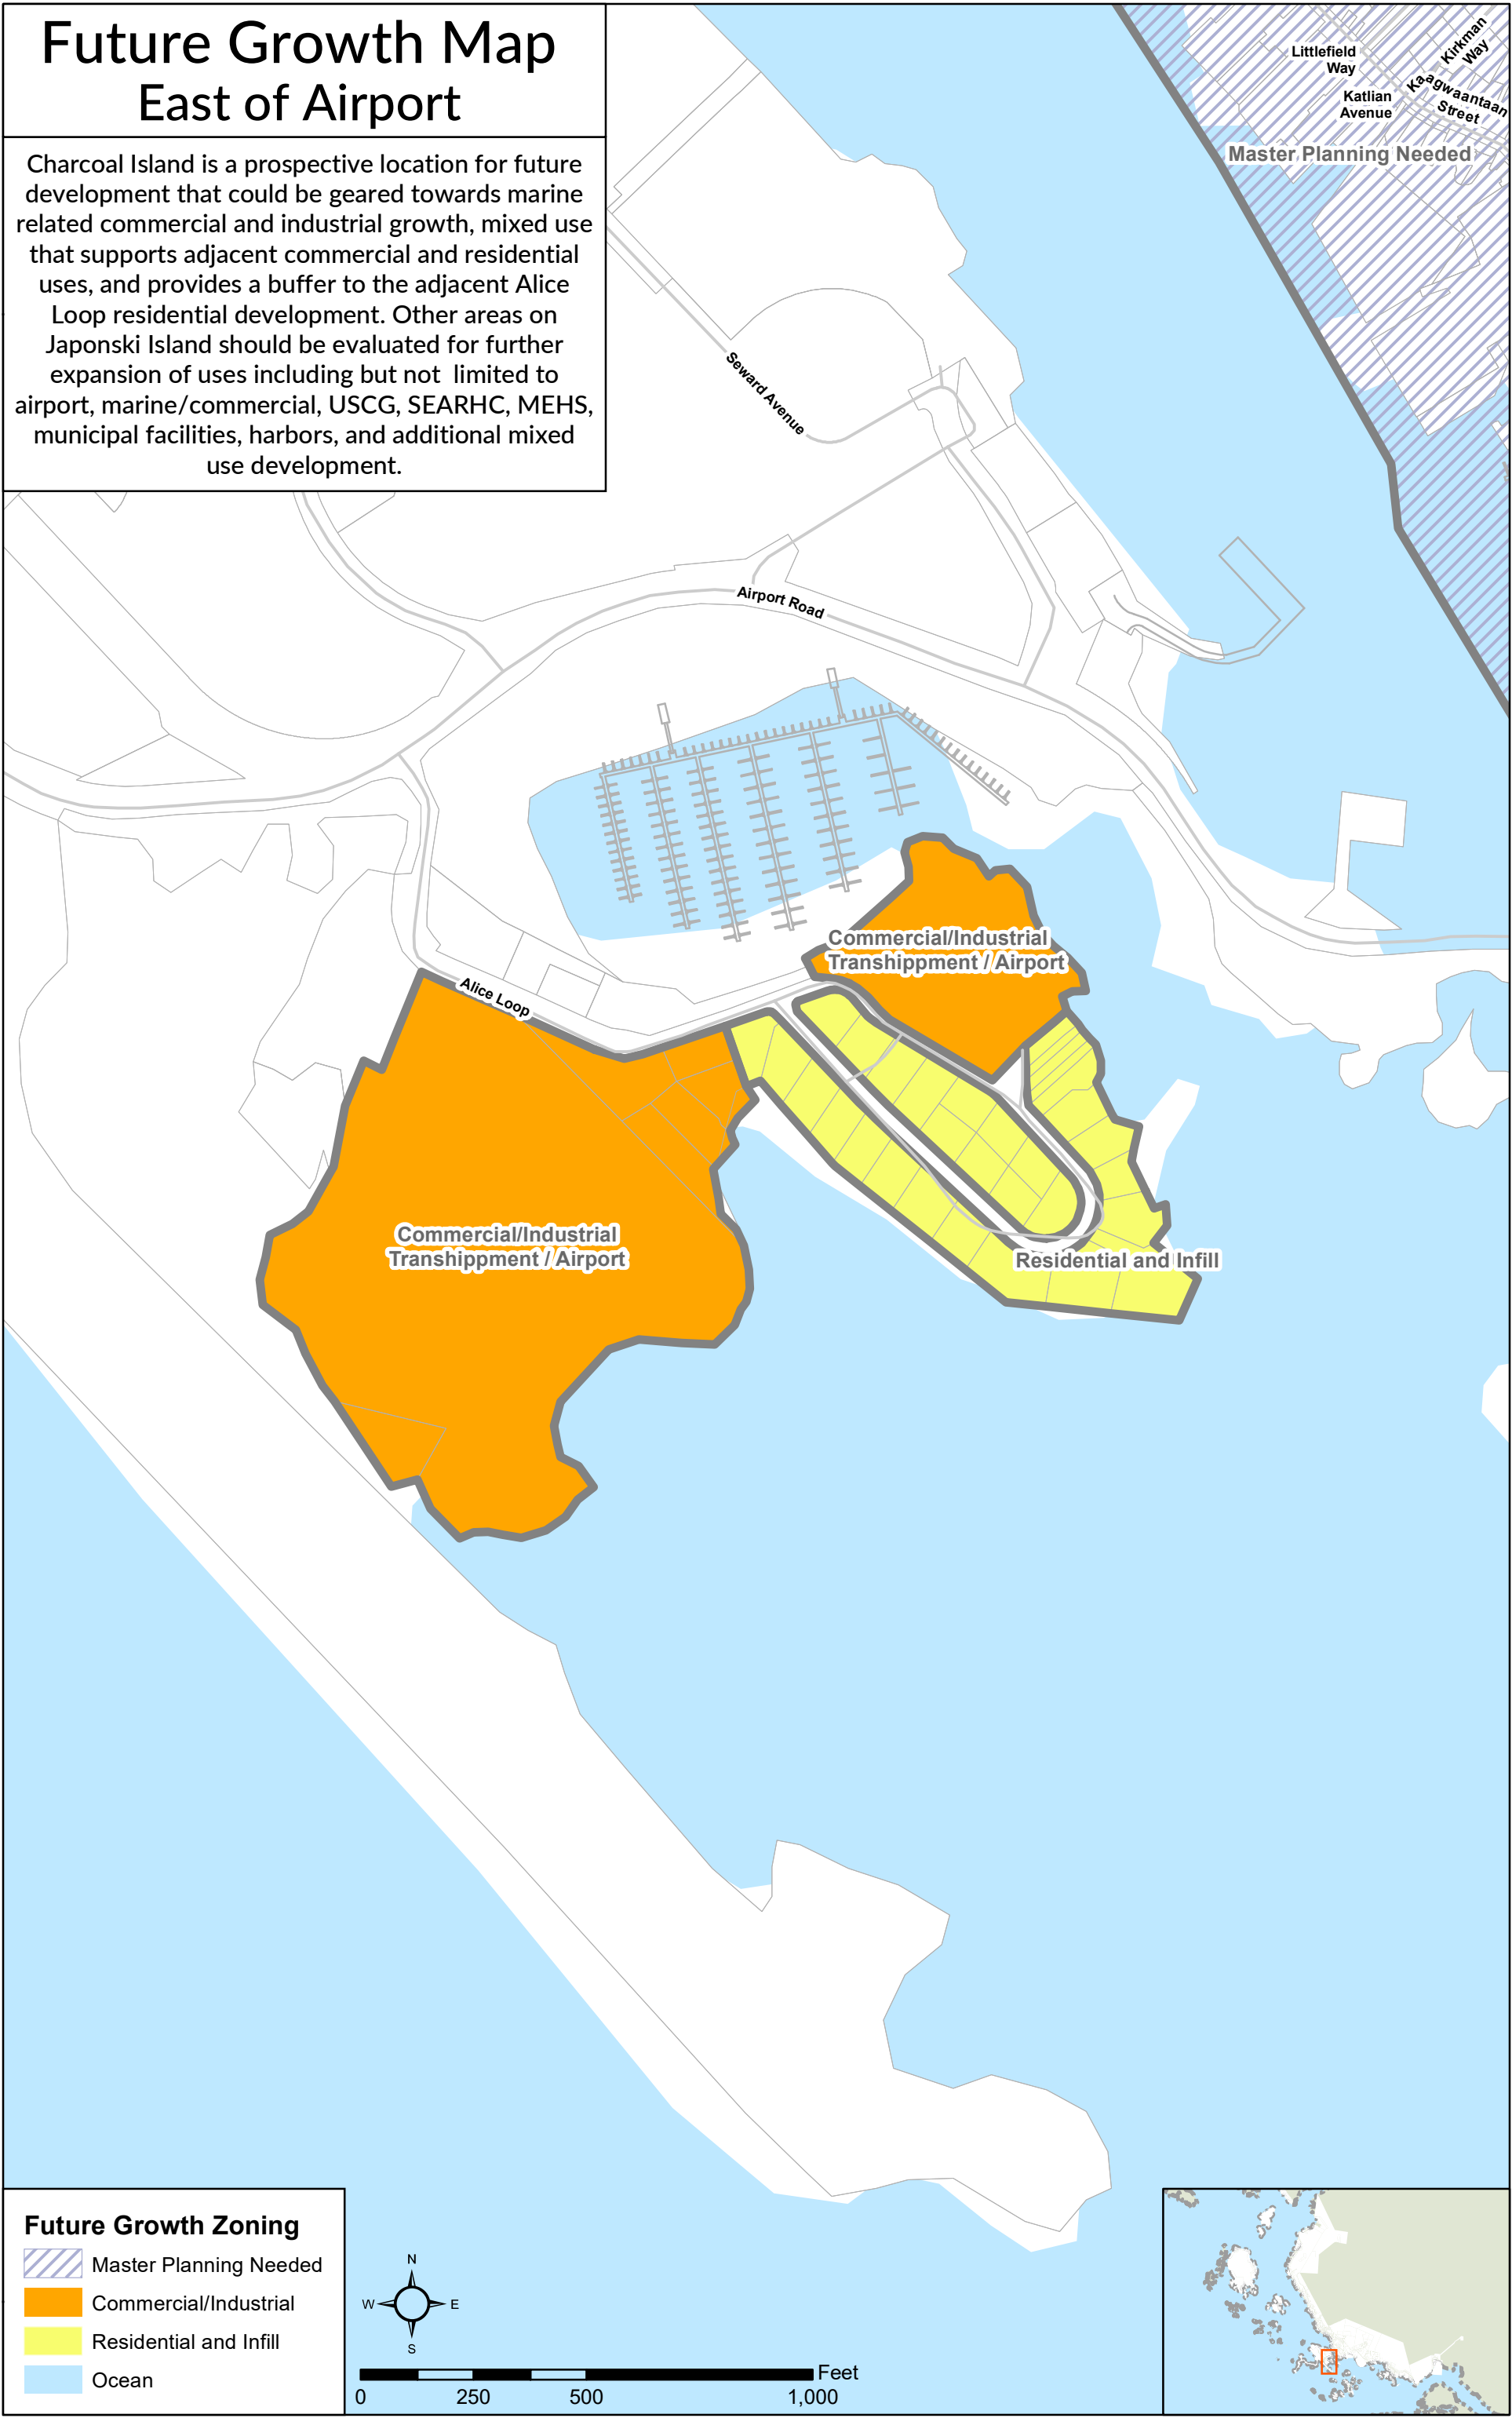 Future Growth Map
East of Airport
Charcoal Island is a prospective location for future
development that could be geared towards marine
related commercial and industrial growth, mixed use
that supports adjacent commercial and residential
uses, and provides a buffer to the adjacent Alice
Loop residential development. Other areas on
Japonski Island should be evaluated for further
expansion of uses including but not  limited to
airport, marine/commercial, USCG, SEARHC, MEHS,
municipal facilities, harbors, and additional mixed
use development.
Littlefield
Way
Kirkman
Way
Katlian
Avenue
Kaagwaantaan
Street
Master Planning Needed
Seward Avenue
Airport Road
Commercial/Industrial
Transhippment / Airport
Alice Loop
Commercial/Industrial
Transhippment / Airport
Residential and Infill
Future Growth Zoning
Master Planning Needed
Commercial/Industrial
Residential and Infill
Ocean
N
W E
S
Feet
0 250 500 1,000